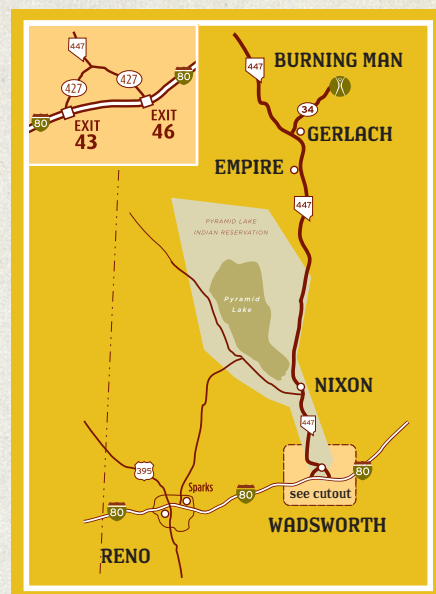 447
427
427
80
80
EXIT
43
EXIT
46
447
BURNING MAN
34
GERLACH
EMPIRE
447
PYRAMID LAKE
INDIAN RESERVATION
Pyramid
Lake
NIXON
447
395
Sparks
80
80
80
see cutout
WADSWORTH
RENO